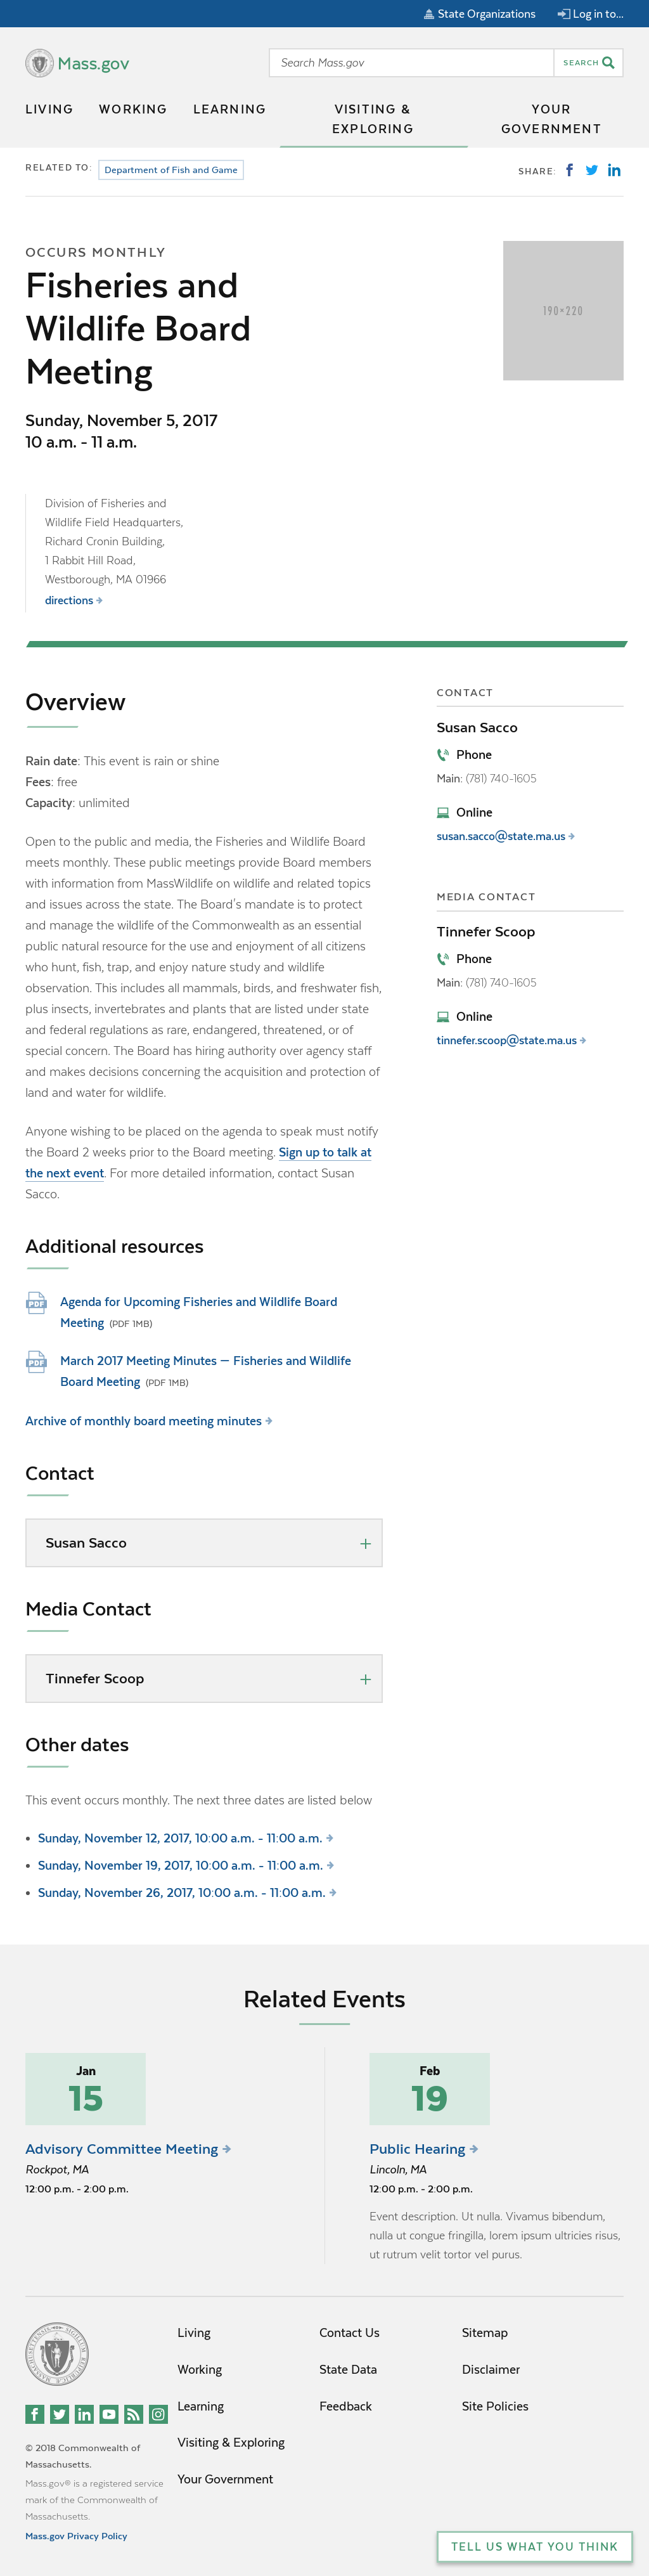 State Organizations
Log in to...
Mass.gov
Search Mass.gov
SEARCH
LIVING
WORKING
LEARNING
VISITING &
EXPLORING
YOUR
GOVERNMENT
RELATED TO:
Department of Fish and Game
SHARE:
OCCURS MONTHLY
Fisheries and
Wildlife Board
Meeting
190×220
Sunday, November 5, 2017
10 a.m. - 11 a.m.
Division of Fisheries and
Wildlife Field Headquarters,
Richard Cronin Building,
1 Rabbit Hill Road,
Westborough, MA 01966
directions
Overview
Rain date: This event is rain or shine
Fees: free
Capacity: unlimited
Open to the public and media, the Fisheries and Wildlife Board
meets monthly. These public meetings provide Board members
with information from MassWildlife on wildlife and related topics
and issues across the state. The Board's mandate is to protect
and manage the wildlife of the Commonwealth as an essential
public natural resource for the use and enjoyment of all citizens
who hunt, fish, trap, and enjoy nature study and wildlife
observation. This includes all mammals, birds, and freshwater fish,
plus insects, invertebrates and plants that are listed under state
and federal regulations as rare, endangered, threatened, or of
special concern. The Board has hiring authority over agency staff
and makes decisions concerning the acquisition and protection of
land and water for wildlife.
Anyone wishing to be placed on the agenda to speak must notify
the Board 2 weeks prior to the Board meeting. Sign up to talk at
the next event. For more detailed information, contact Susan
Sacco.
Additional resources
PDF
Agenda for Upcoming Fisheries and Wildlife Board
Meeting (PDF 1MB)
PDF
March 2017 Meeting Minutes — Fisheries and Wildlife
Board Meeting (PDF 1MB)
Archive of monthly board meeting minutes
Contact
Susan Sacco
Media Contact
Tinnefer Scoop
Other dates
This event occurs monthly. The next three dates are listed below
Sunday, November 12, 2017, 10:00 a.m. - 11:00 a.m.
Sunday, November 19, 2017, 10:00 a.m. - 11:00 a.m.
Sunday, November 26, 2017, 10:00 a.m. - 11:00 a.m.
CONTACT
Susan Sacco
Phone
Main: (781) 740-1605
Online
susan.sacco@state.ma.us
MEDIA CONTACT
Tinnefer Scoop
Phone
Main: (781) 740-1605
Online
tinnefer.scoop@state.ma.us
Related Events
Jan
15
Advisory Committee Meeting
Rockpot, MA
12:00 p.m. - 2:00 p.m.
Feb
19
Public Hearing
Lincoln, MA
12:00 p.m. - 2:00 p.m.
Event description. Ut nulla. Vivamus bibendum,
nulla ut congue fringilla, lorem ipsum ultricies risus,
ut rutrum velit tortor vel purus.
Living
Working
Learning
Visiting & Exploring
Your Government
Contact Us
State Data
Feedback
Sitemap
Disclaimer
Site Policies
© 2018 Commonwealth of
Massachusetts.
Mass.gov® is a registered service
mark of the Commonwealth of
Massachusetts.
Mass.gov Privacy Policy
TELL US WHAT YOU THINK